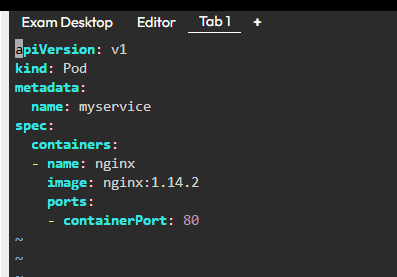 Exam Desktop Editor Tab 1 +
apiVersion: v1
kind: Pod
metadata:
  name: myservice
spec:
  containers:
  - name: nginx
    image: nginx:1.14.2
    ports:
    - containerPort: 80
~
~
~